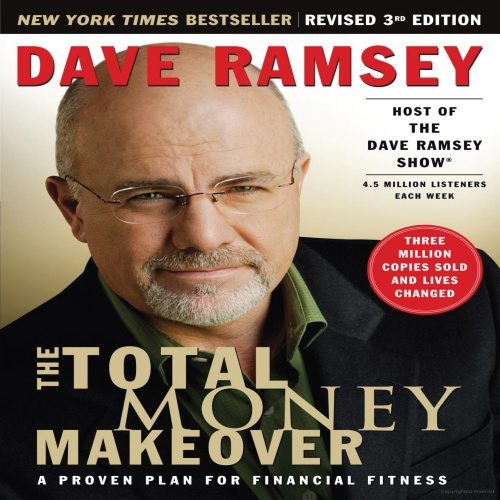 NEW YORK TIMES BESTSELLER | REVISED 3RD EDITION
DAVE RAMSEY
HOST OF
THE
DAVE RAMSEY
SHOW®
4.5 MILLION LISTENERS
EACH WEEK
THREE
MILLION
COPIES SOLD
AND LIVES
CHANGED
THE TOTAL
MONEY
MAKEOVER
A PROVEN PLAN FOR FINANCIAL FITNESS